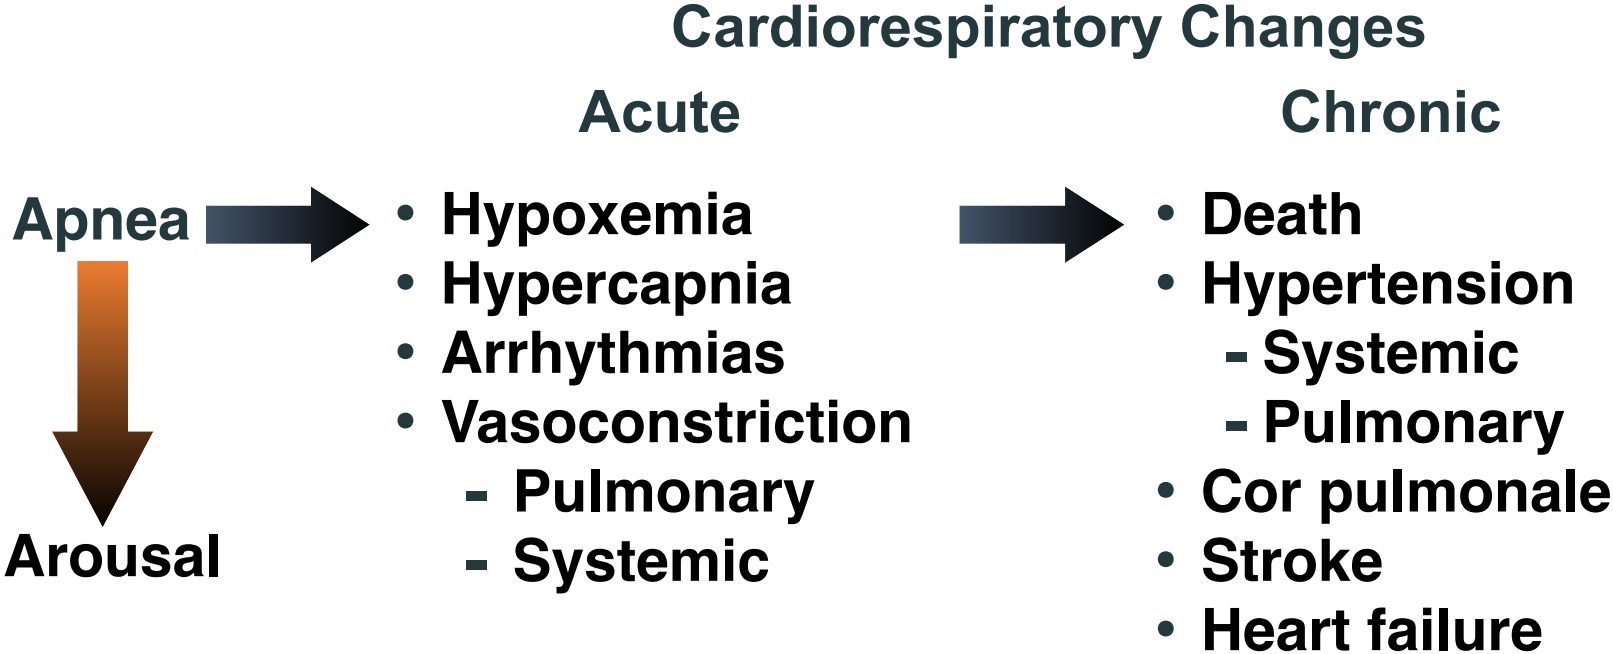 Cardiorespiratory Changes
Acute
Chronic
Apnea
Arousal
• Hypoxemia
• Hypercapnia
• Arrhythmias
• Vasoconstriction
- Pulmonary
- Systemic
• Death
• Hypertension
- Systemic
- Pulmonary
• Cor pulmonale
• Stroke
• Heart failure